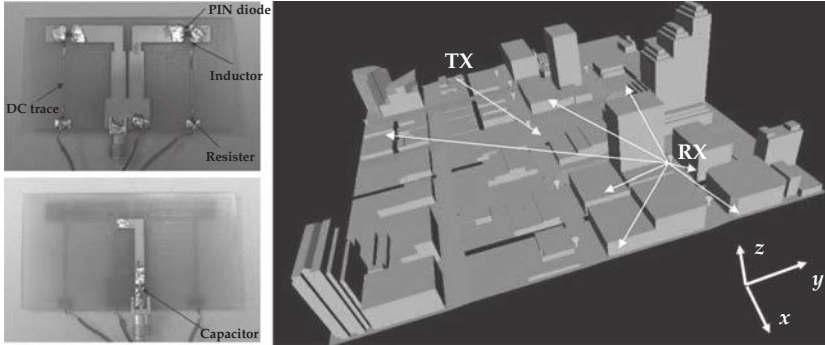 PIN diode
Inductor
DC trace
Resister
Capacitor
TX
RX
z
y
x